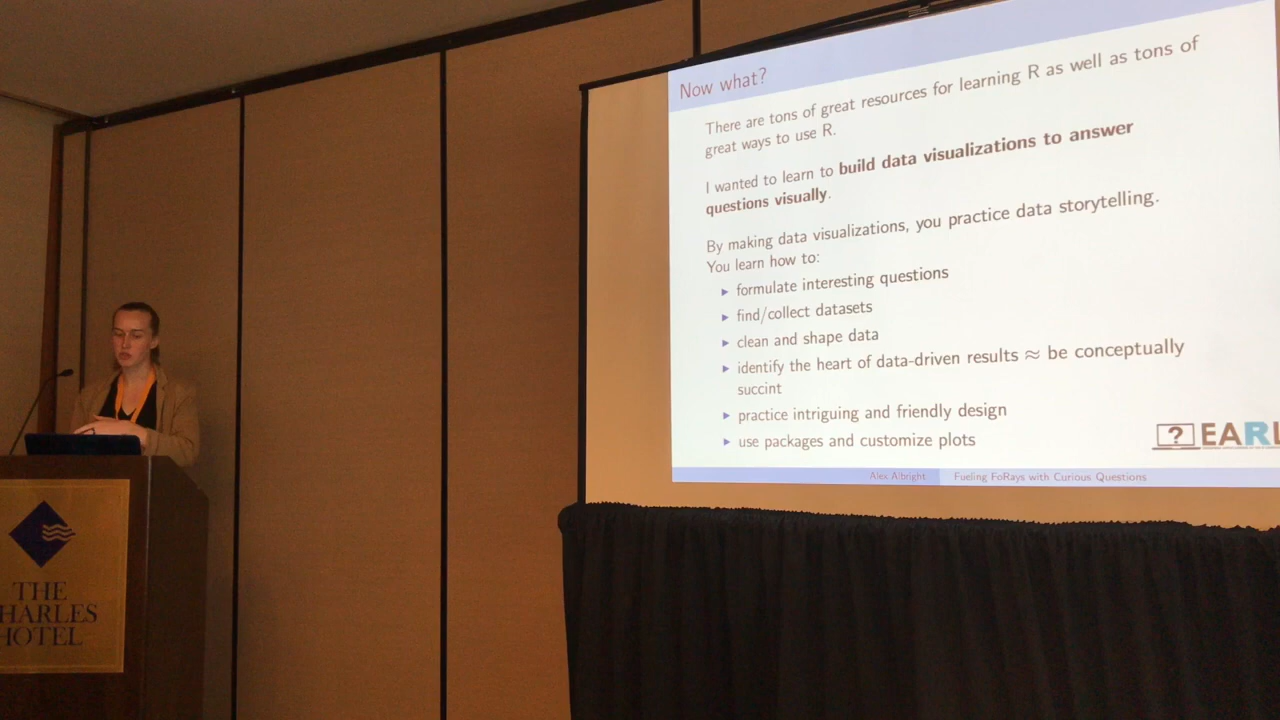 Now what?
There are tons of great resources for learning R as well as tons of
great ways to use R.
I wanted to learn to build data visualizations to answer
questions visually.
By making data visualizations, you practice data storytelling.
You learn how to:
▶ formulate interesting questions
▶ find/collect datasets
▶ clean and shape data
▶ identify the heart of data-driven results ≈ be conceptually
succint
▶ practice intriguing and friendly design
▶ use packages and customize plots
? EARL
Alex Albright Fueling FoRays with Curious Questions
THE
CHARLES
HOTEL